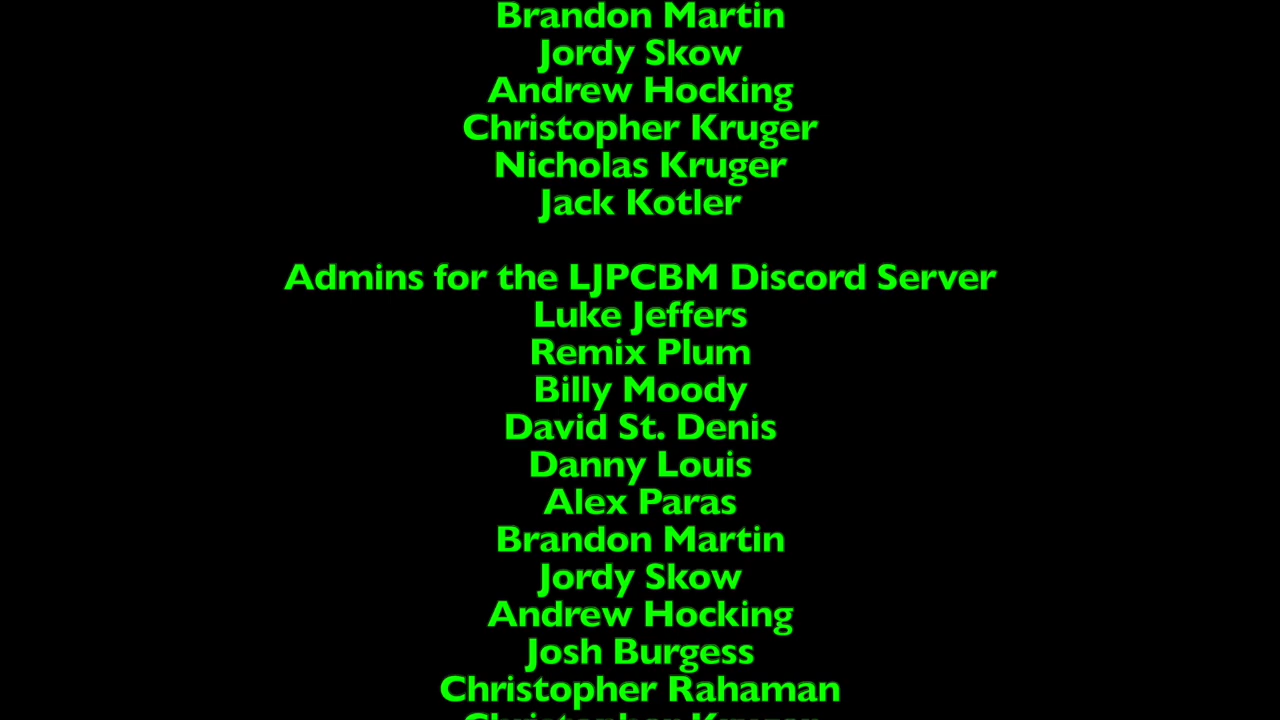 Brandon Martin
Jordy Skow
Andrew Hocking
Christopher Kruger
Nicholas Kruger
Jack Kotler
Admins for the LJPCBM Discord Server
Luke Jeffers
Remix Plum
Billy Moody
David St. Denis
Danny Louis
Alex Paras
Brandon Martin
Jordy Skow
Andrew Hocking
Josh Burgess
Christopher Rahaman